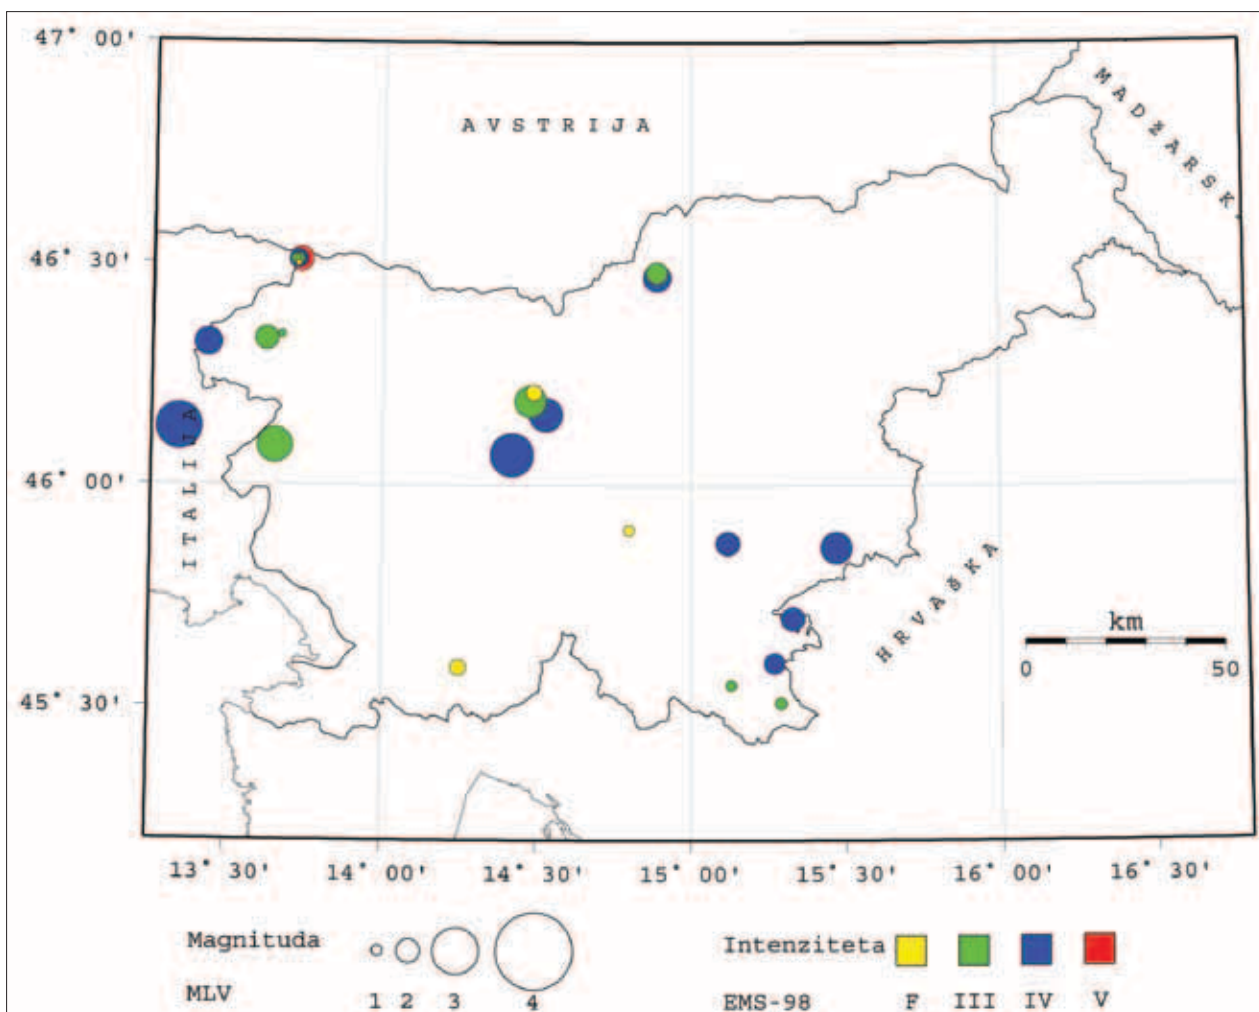 47° 00'
AVSTRIJA
MADŽARSK
46° 30'
ITALIJA
46° 00'
HRVAŠKA
km
0 50
45° 30'
13° 30' 14° 00' 14° 30' 15° 00' 15° 30' 16° 00' 16° 30'
Magnituda
MLV 1 2 3 4
Intenziteta
EMS-98 F III IV V